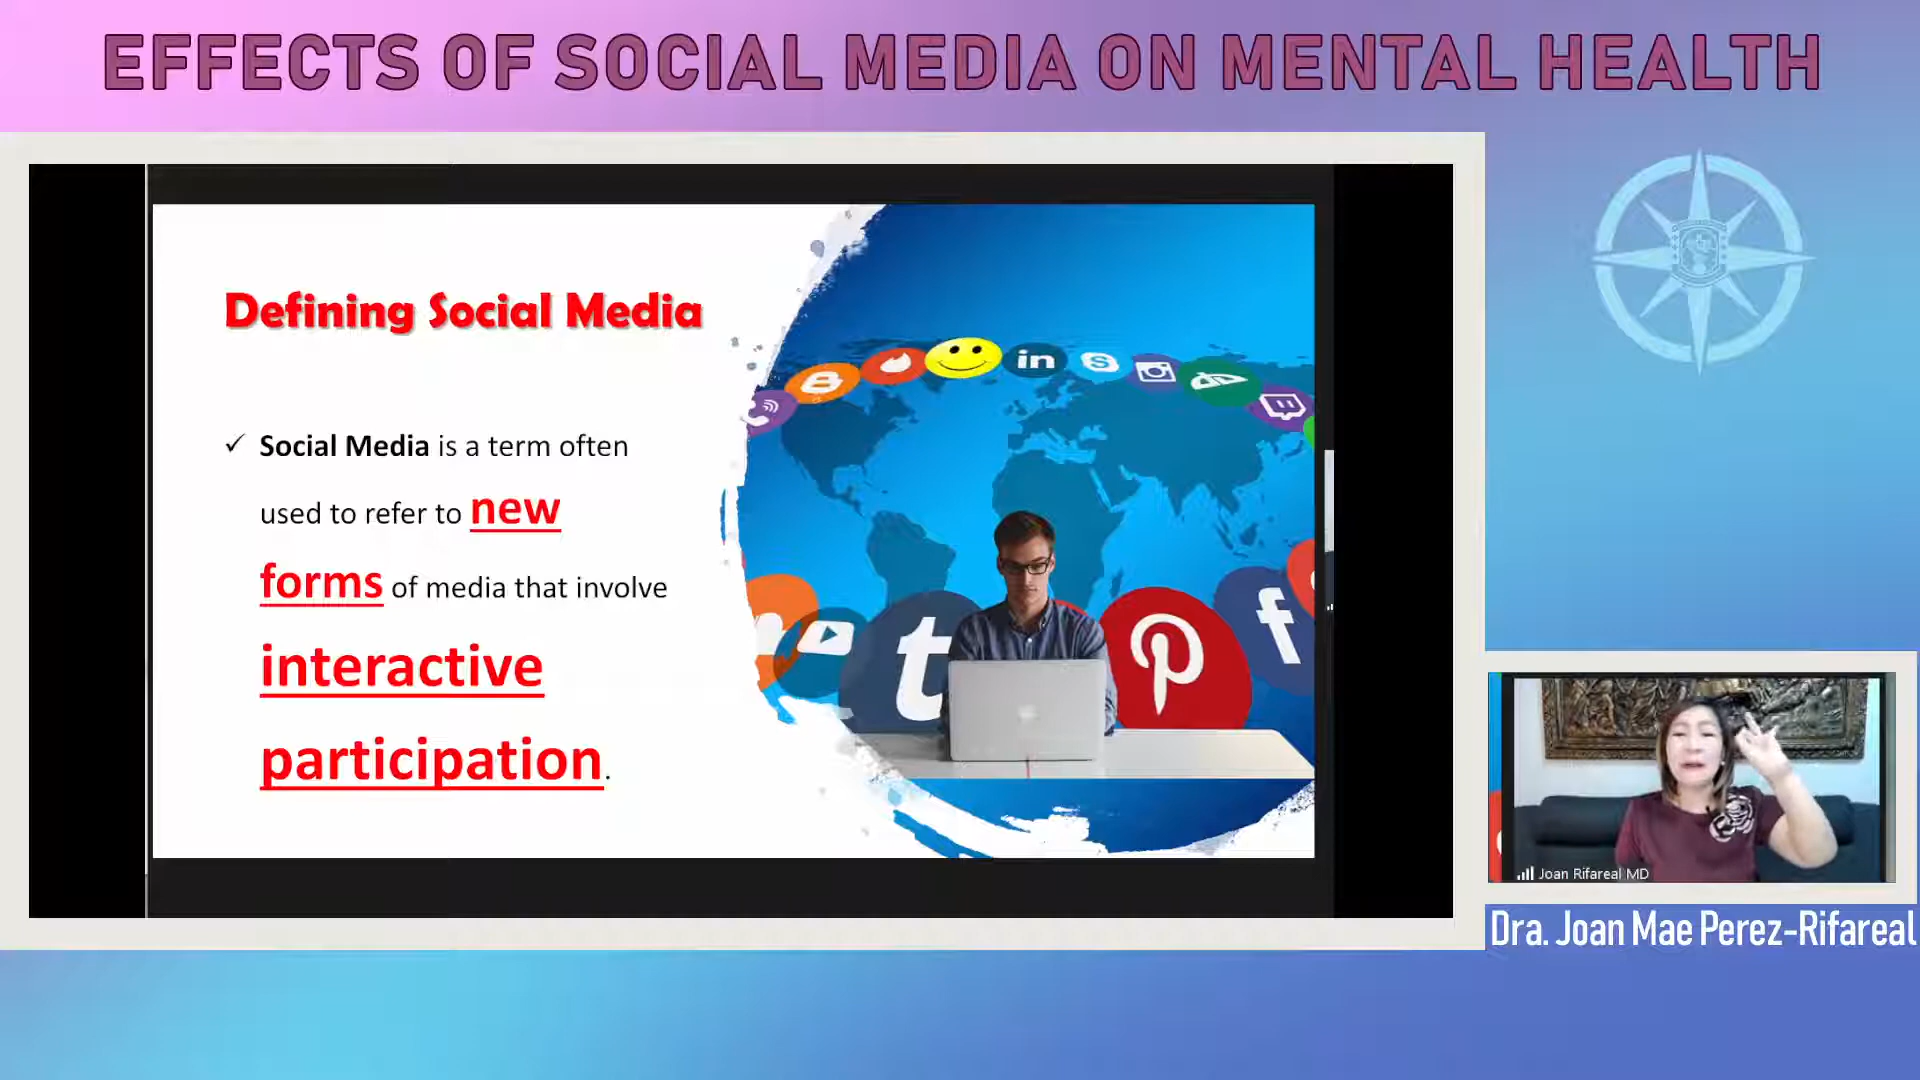 EFFECTS OF SOCIAL MEDIA ON MENTAL HEALTH
Defining Social Media
✓ Social Media is a term often
used to refer to new
forms of media that involve
interactive
participation.
in
t
f
Joan Rifareal MD
Dra. Joan Mae Perez-Rifareal